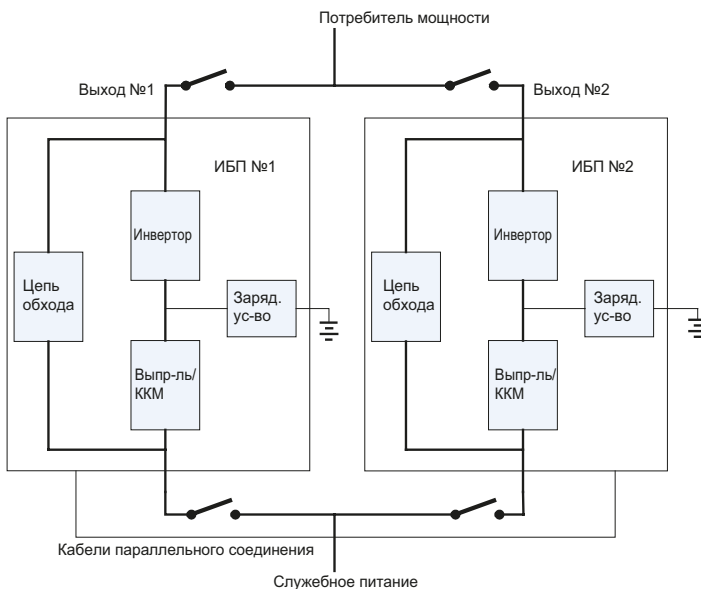 Потребитель мощности
Выход №1
Выход №2
ИБП №1
ИБП №2
Инвертор
Инвертор
Цепь
обхода
Заряд.
ус-во
Цепь
обхода
Заряд.
ус-во
Выпр-ль/
ККМ
Выпр-ль/
ККМ
Кабели параллельного соединения
Служебное питание